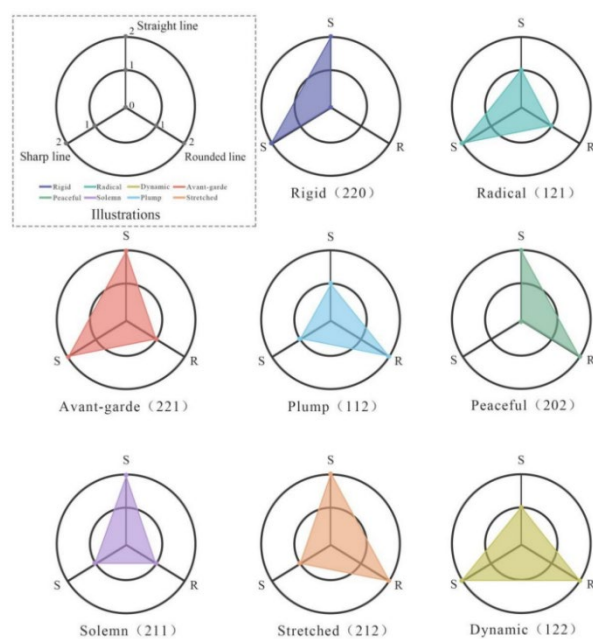 Straight line
2
1
0
1
1
2
2
Sharp line
Rounded line
Rigid
Radical
Dynamic
Avant-garde
Peaceful
Solemn
Plump
Stretched
Illustrations
S
S
R
Rigid（220）
S
S
R
Radical（121）
S
S
R
Avant-garde（221）
S
S
R
Plump（112）
S
S
R
Peaceful（202）
S
S
R
Solemn（211）
S
S
R
Stretched（212）
S
S
R
Dynamic（122）